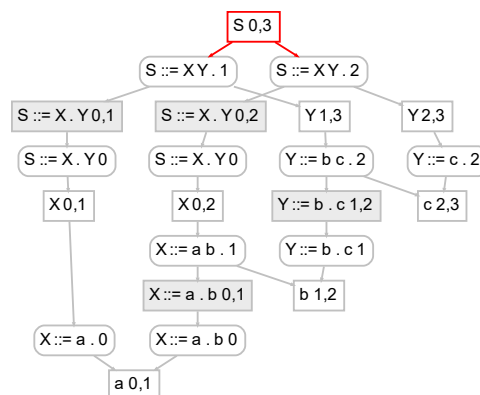 S 0,3
S ::= X Y . 1
S ::= X Y . 2
S ::= X . Y 0,1
S ::= X . Y 0,2
Y 1,3
Y 2,3
S ::= X . Y 0
S ::= X . Y 0
Y ::= b c . 2
Y ::= c . 2
X 0,1
X 0,2
Y ::= b . c 1,2
c 2,3
X ::= a b . 1
Y ::= b . c 1
X ::= a . b 0,1
b 1,2
X ::= a . 0
X ::= a . b 0
a 0,1